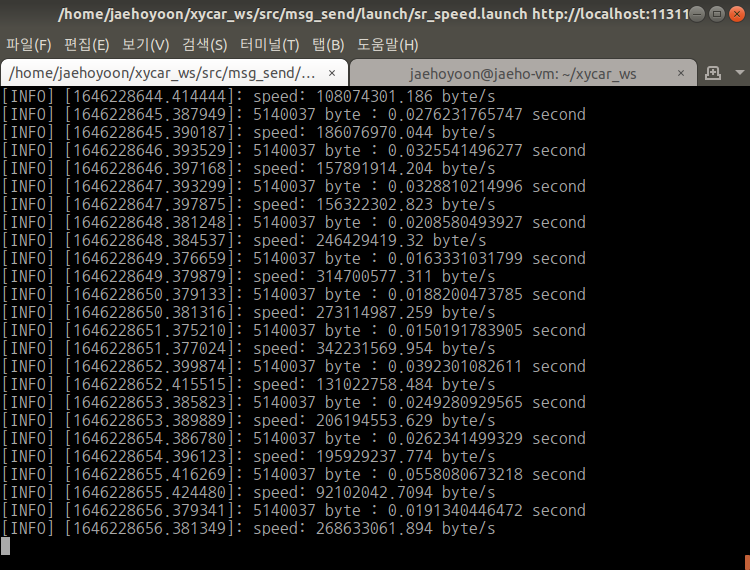 /home/jaehoyoon/xycar_ws/src/msg_send/launch/sr_speed.launch http://localhost:11311
파일(F) 편집(E) 보기(V) 검색(S) 터미널(T) 탭(B) 도움말(H)
/home/jaehoyoon/xycar_ws/src/msg_send/... × jaehoyoon@jaeho-vm: ~/xycar_ws ×
[INFO] [1646228644.414444]: speed: 108074301.186 byte/s
[INFO] [1646228645.387949]: 5140037 byte : 0.0276231765747 second
[INFO] [1646228645.390187]: speed: 186076970.044 byte/s
[INFO] [1646228646.393529]: 5140037 byte : 0.0325541496277 second
[INFO] [1646228646.397168]: speed: 157891914.204 byte/s
[INFO] [1646228647.393299]: 5140037 byte : 0.0328810214996 second
[INFO] [1646228647.397875]: speed: 156322302.823 byte/s
[INFO] [1646228648.381248]: 5140037 byte : 0.0208580493927 second
[INFO] [1646228648.384537]: speed: 246429419.32 byte/s
[INFO] [1646228649.376659]: 5140037 byte : 0.0163331031799 second
[INFO] [1646228649.379879]: speed: 314700577.311 byte/s
[INFO] [1646228650.379133]: 5140037 byte : 0.0188200473785 second
[INFO] [1646228650.381316]: speed: 273114987.259 byte/s
[INFO] [1646228651.375210]: 5140037 byte : 0.0150191783905 second
[INFO] [1646228651.377024]: speed: 342231569.954 byte/s
[INFO] [1646228652.399874]: 5140037 byte : 0.0392301082611 second
[INFO] [1646228652.415515]: speed: 131022758.484 byte/s
[INFO] [1646228653.385823]: 5140037 byte : 0.0249280929565 second
[INFO] [1646228653.389889]: speed: 206194553.629 byte/s
[INFO] [1646228654.386780]: 5140037 byte : 0.0262341499329 second
[INFO] [1646228654.396123]: speed: 195929237.774 byte/s
[INFO] [1646228655.416269]: 5140037 byte : 0.0558080673218 second
[INFO] [1646228655.424480]: speed: 92102042.7094 byte/s
[INFO] [1646228656.379341]: 5140037 byte : 0.0191340446472 second
[INFO] [1646228656.381349]: speed: 268633061.894 byte/s